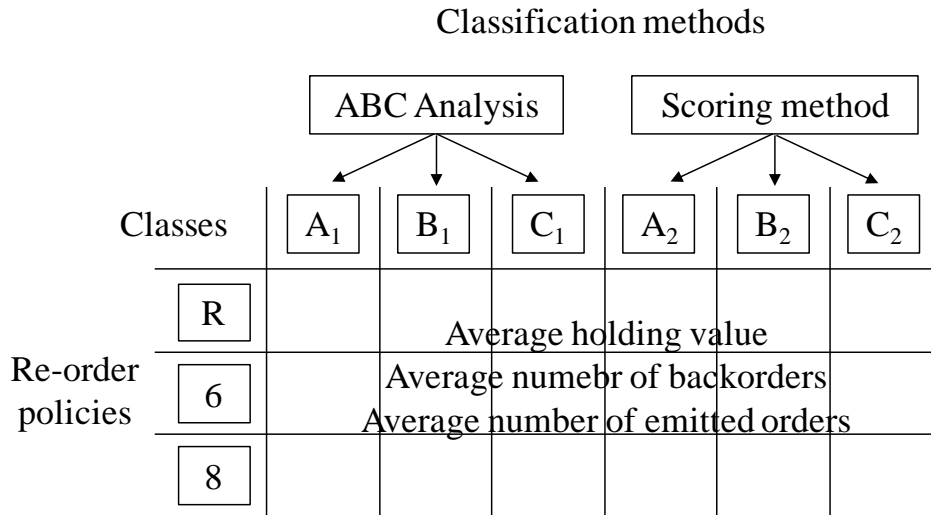 Classification methods
ABC Analysis Scoring method
Classes A₁ B₁ C₁ A₂ B₂ C₂
R
Average holding value
Re-order policies
6
Average numebr of backorders
Average number of emitted orders
8